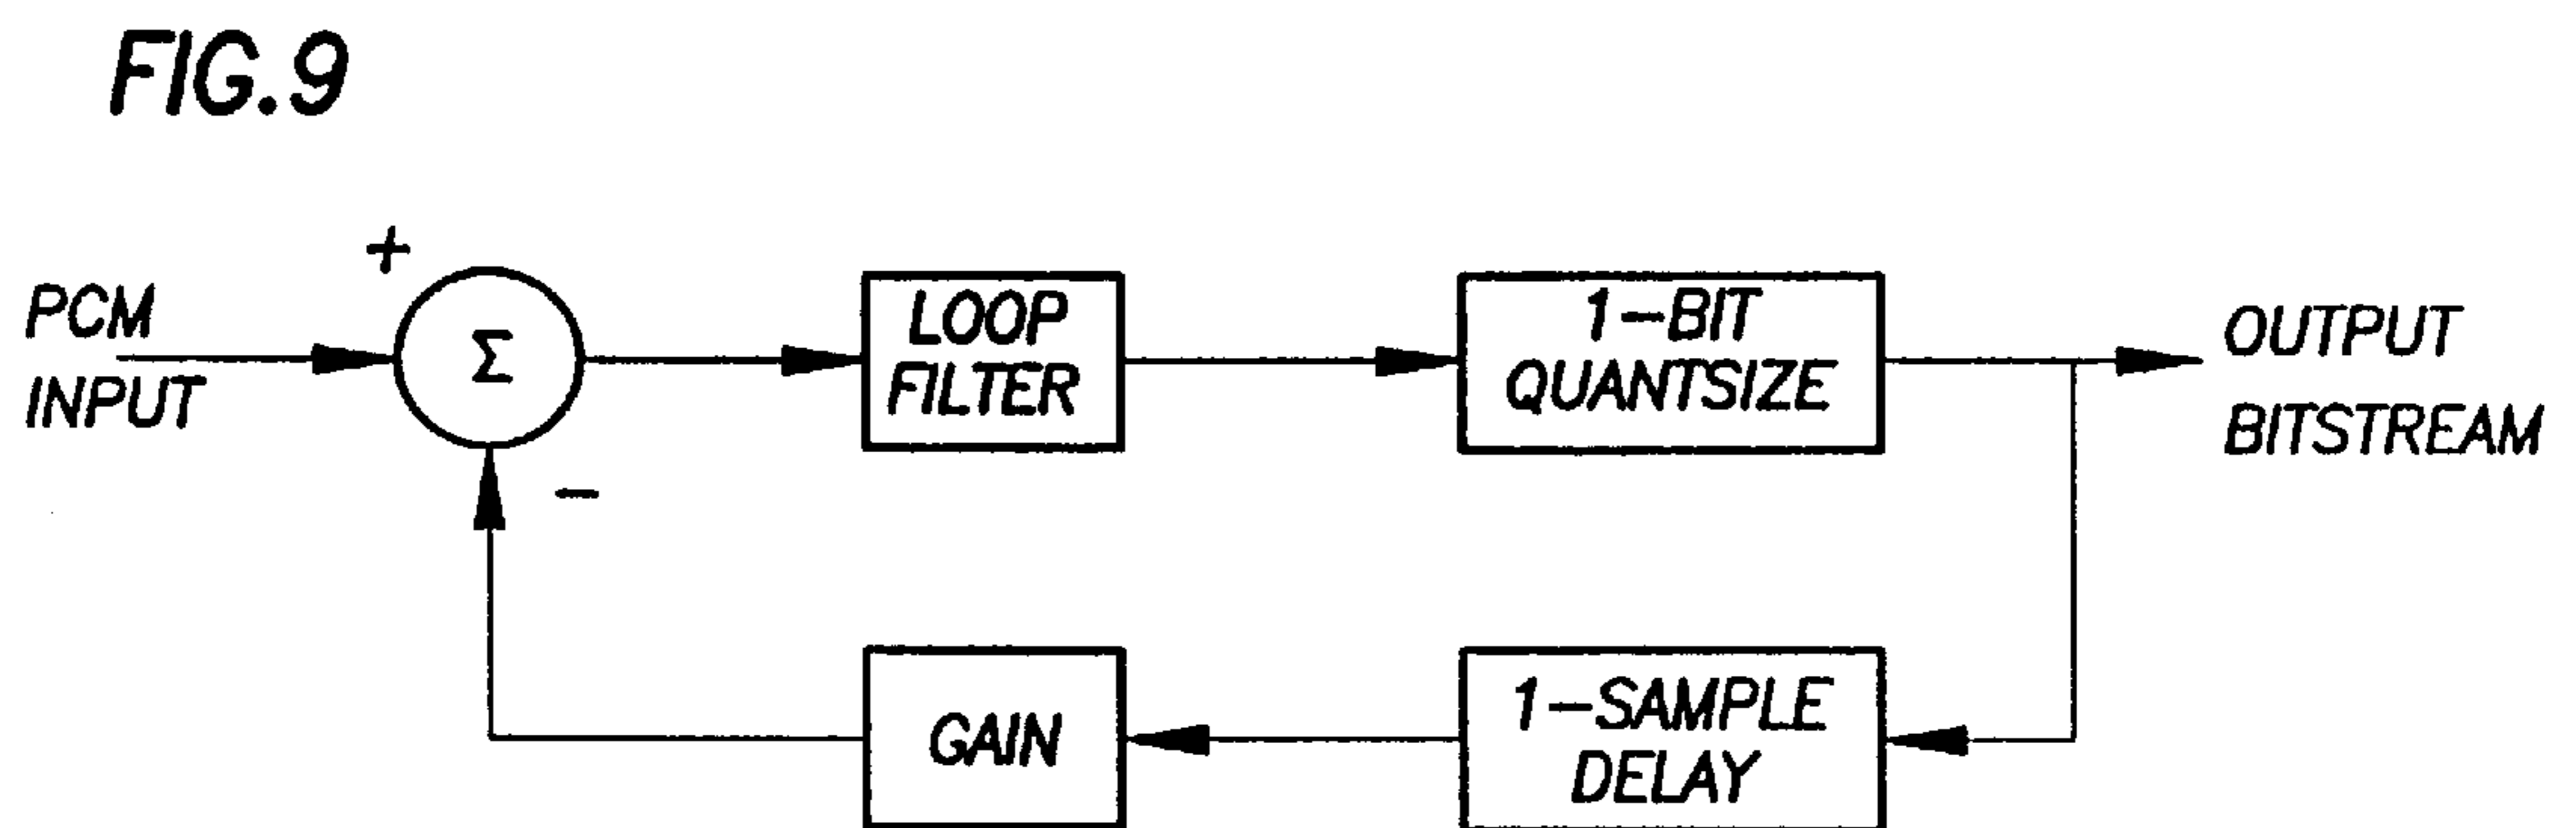 FIG.9
+
PCM
INPUT
Σ
-
LOOP
FILTER
1-BIT
QUANTSIZE
OUTPUT
BITSTREAM
GAIN
1-SAMPLE
DELAY